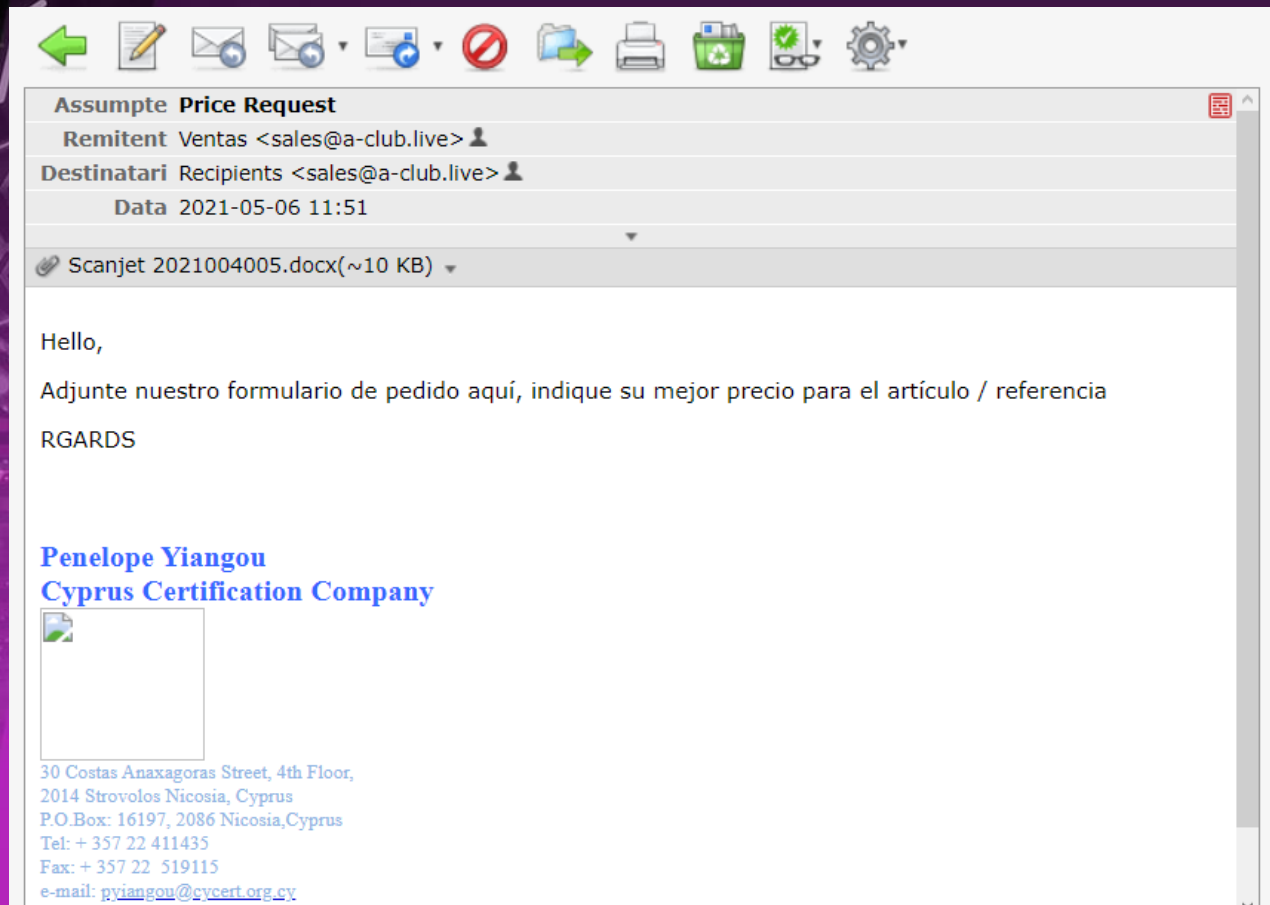 Assumpte Price Request
Remitent Ventas <sales@a-club.live>
Destinatari Recipients <sales@a-club.live>
Data 2021-05-06 11:51
Scanjet 2021004005.docx(~10 KB)
Hello,
Adjunte nuestro formulario de pedido aquí, indique su mejor precio para el artículo / referencia
RGARDS
Penelope Yiangou
Cyprus Certification Company
30 Costas Anaxagoras Street, 4th Floor,
2014 Strovolos Nicosia, Cyprus
P.O.Box: 16197, 2086 Nicosia,Cyprus
Tel: + 357 22 411435
Fax: + 357 22  519115
e-mail: pyiangou@cycert.org.cy